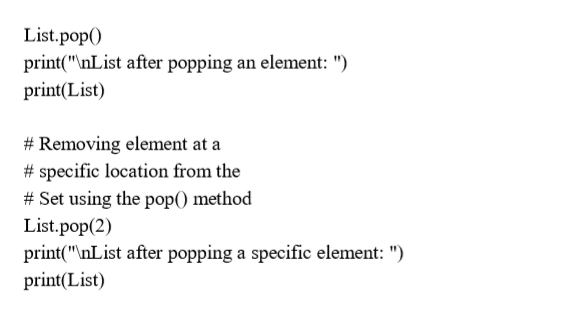 List.pop()
print("\nList after popping an element: ")
print(List)
# Removing element at a
# specific location from the
# Set using the pop() method
List.pop(2)
print("\nList after popping a specific element: ")
print(List)